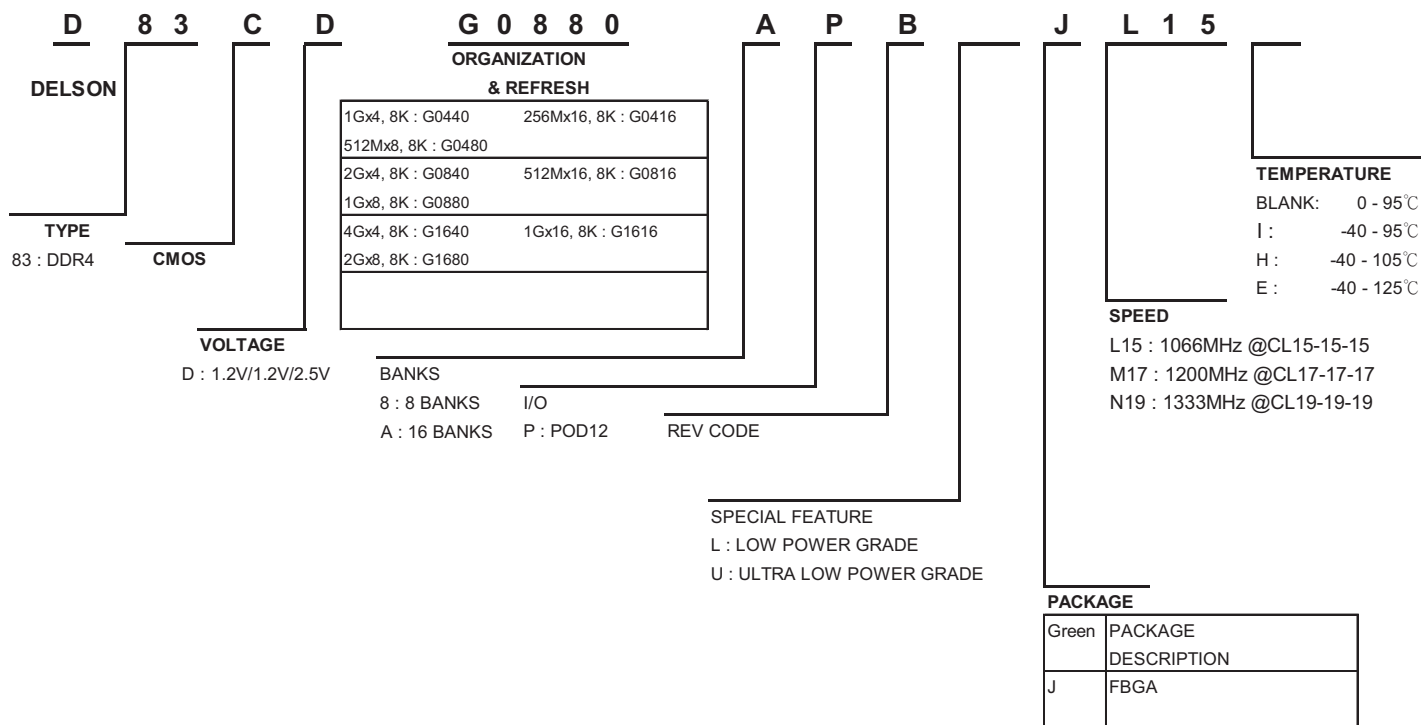 D 8 3 C D G 0 8 8 0 A P B J L 1 5
ORGANIZATION
& REFRESH
DELSON
1Gx4, 8K : G0440 256Mx16, 8K : G0416
512Mx8, 8K : G0480
2Gx4, 8K : G0840 512Mx16, 8K : G0816
1Gx8, 8K : G0880
4Gx4, 8K : G1640 1Gx16, 8K : G1616
2Gx8, 8K : G1680
TYPE
83 : DDR4
CMOS
VOLTAGE
D : 1.2V/1.2V/2.5V
BANKS
8 : 8 BANKS
A : 16 BANKS
I/O
P : POD12
REV CODE
TEMPERATURE
BLANK: 0 - 95℃
I : -40 - 95℃
H : -40 - 105℃
E : -40 - 125℃
SPEED
L15 : 1066MHz @CL15-15-15
M17 : 1200MHz @CL17-17-17
N19 : 1333MHz @CL19-19-19
SPECIAL FEATURE
L : LOW POWER GRADE
U : ULTRA LOW POWER GRADE
PACKAGE
Green PACKAGE
DESCRIPTION
J FBGA